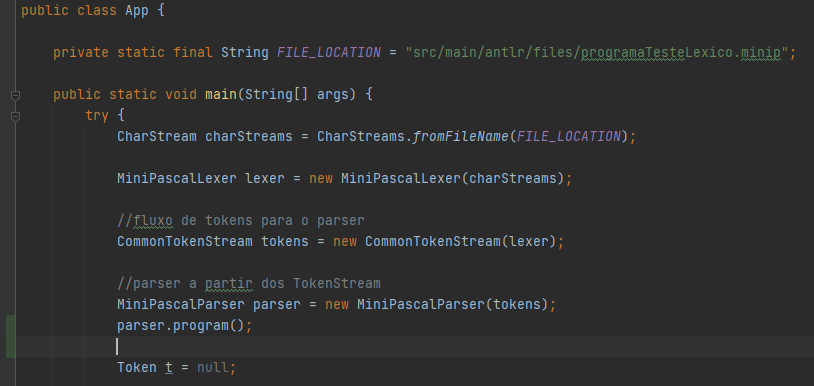 public class App {
private static final String FILE_LOCATION = "src/main/antlr/files/programaTesteLexico.minip";
public static void main(String[] args) {
try {
CharStream charStreams = CharStreams.fromFileName(FILE_LOCATION);
MiniPascalLexer lexer = new MiniPascalLexer(charStreams);
//fluxo de tokens para o parser
CommonTokenStream tokens = new CommonTokenStream(lexer);
//parser a partir dos TokenStream
MiniPascalParser parser = new MiniPascalParser(tokens);
parser.program();
Token t = null;